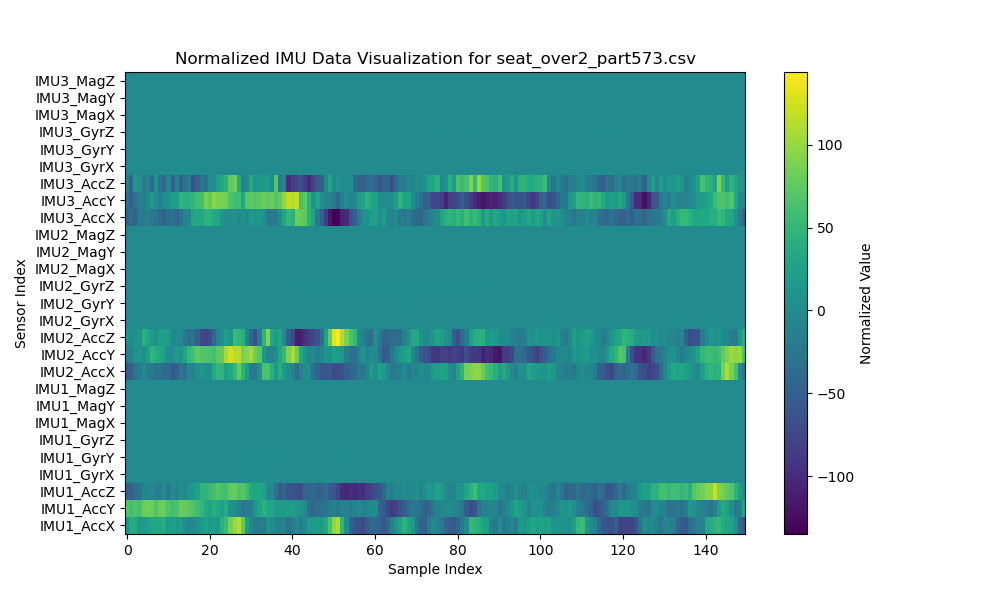 Normalized IMU Data Visualization for seat_over2_part573.csv
IMU3_MagZ
IMU3_MagY
IMU3_MagX
IMU3_GyrZ
IMU3_GyrY
IMU3_GyrX
IMU3_AccZ
IMU3_AccY
IMU3_AccX
IMU2_MagZ
IMU2_MagY
IMU2_MagX
IMU2_GyrZ
IMU2_GyrY
IMU2_GyrX
IMU2_AccZ
IMU2_AccY
IMU2_AccX
IMU1_MagZ
IMU1_MagY
IMU1_MagX
IMU1_GyrZ
IMU1_GyrY
IMU1_GyrX
IMU1_AccZ
IMU1_AccY
IMU1_AccX
Sensor Index
0 20 40 60 80 100 120 140
Sample Index
100
50
0
−50
−100
Normalized Value